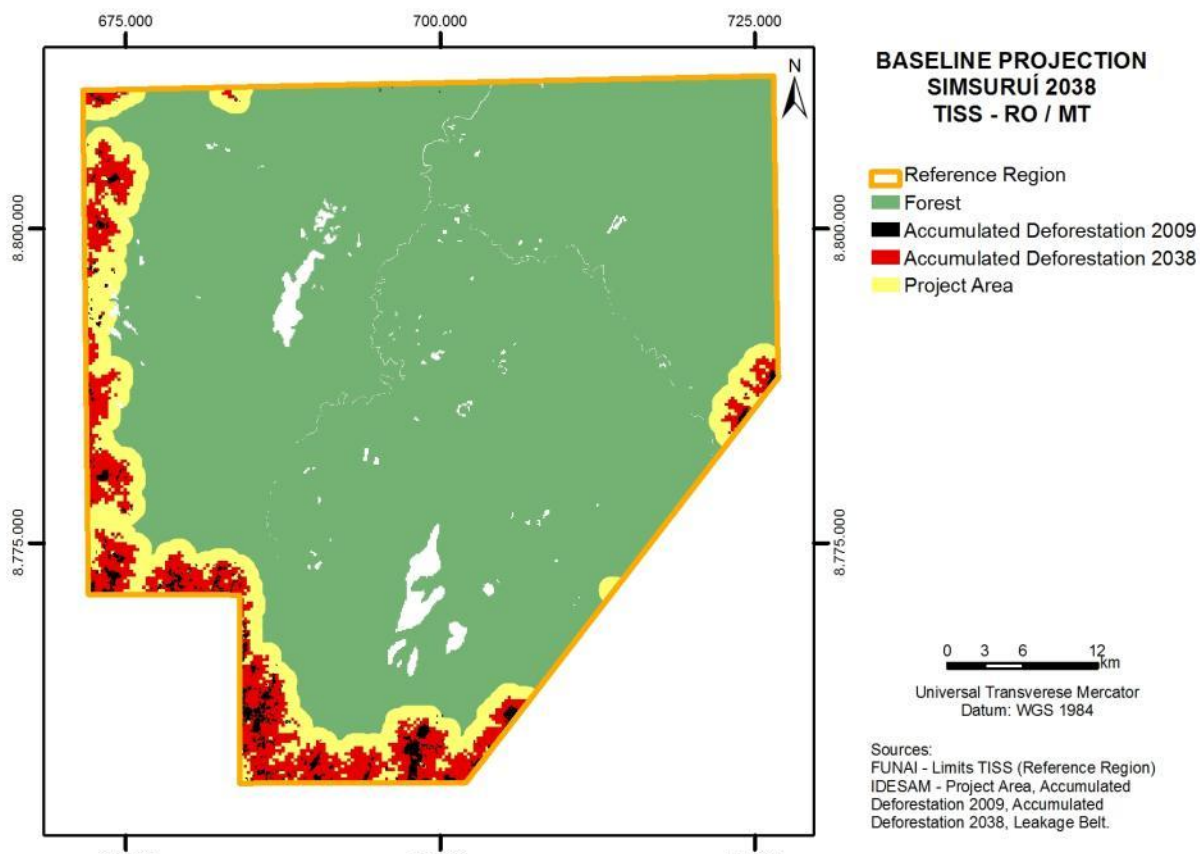 675.000
700.000
725.000
8.800.000
8.775.000
8.800.000
8.775.000
N
BASELINE PROJECTION
SIMSURUÍ 2038
TISS - RO / MT
Reference Region
Forest
Accumulated Deforestation 2009
Accumulated Deforestation 2038
Project Area
0 3 6 12
km
Universal Transverese Mercator
Datum: WGS 1984
Sources:
FUNAI - Limits TISS (Reference Region)
IDESAM - Project Area, Accumulated
Deforestation 2009, Accumulated
Deforestation 2038, Leakage Belt.